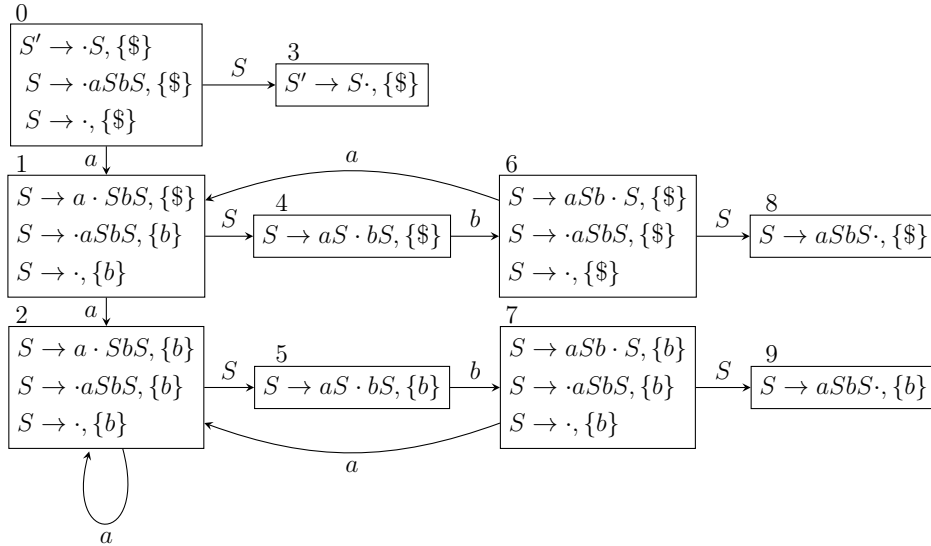 0
S′ → ·S, {$}
S → ·aSbS, {$}
S → ·, {$}
S
3
S′ → S·, {$}
a
1
S → a · SbS, {$}
S → ·aSbS, {b}
S → ·, {b}
S
4
S → aS · bS, {$}
b
a
6
S → aSb · S, {$}
S → ·aSbS, {$}
S → ·, {$}
S
8
S → aSbS·, {$}
a
2
S → a · SbS, {b}
S → ·aSbS, {b}
S → ·, {b}
S
5
S → aS · bS, {b}
b
7
S → aSb · S, {b}
S → ·aSbS, {b}
S → ·, {b}
S
9
S → aSbS·, {b}
a
a